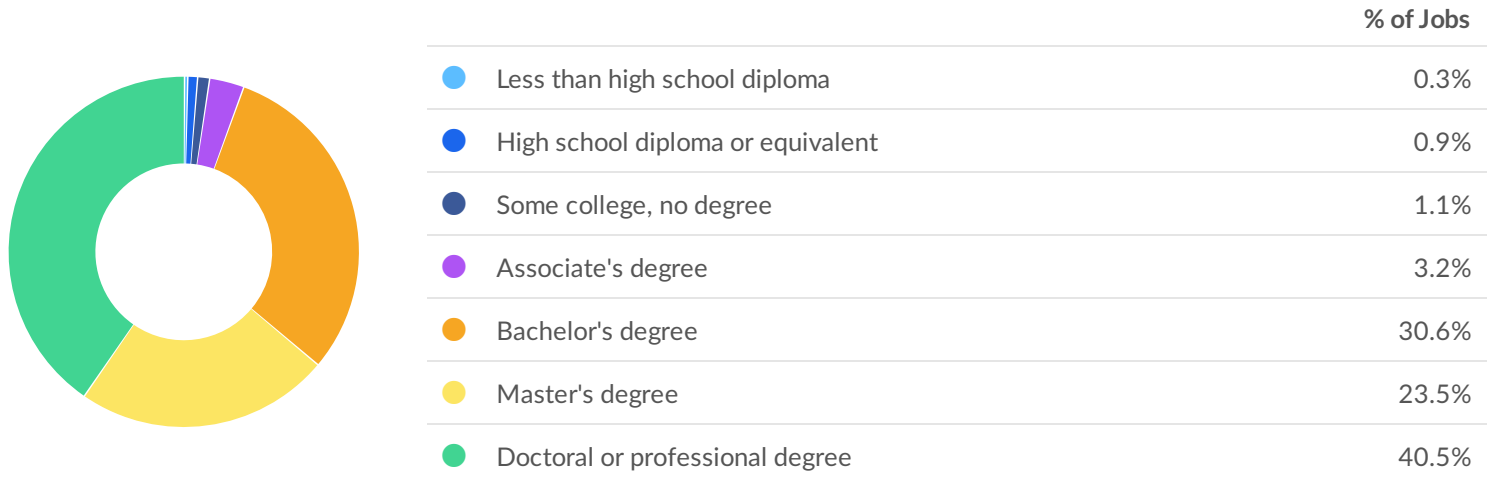 % of Jobs
Less than high school diploma 0.3%
High school diploma or equivalent 0.9%
Some college, no degree 1.1%
Associate's degree 3.2%
Bachelor's degree 30.6%
Master's degree 23.5%
Doctoral or professional degree 40.5%